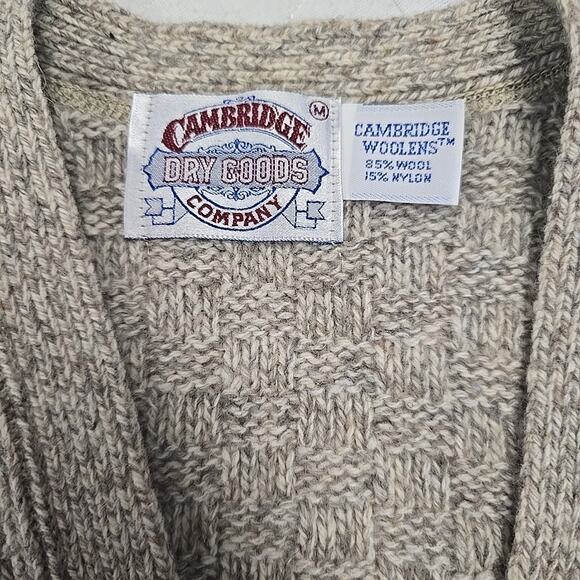 M
CAMBRIDGE
DRY GOODS
COMPANY
CAMBRIDGE
WOOLENS™
85% WOOL
15% NYLON